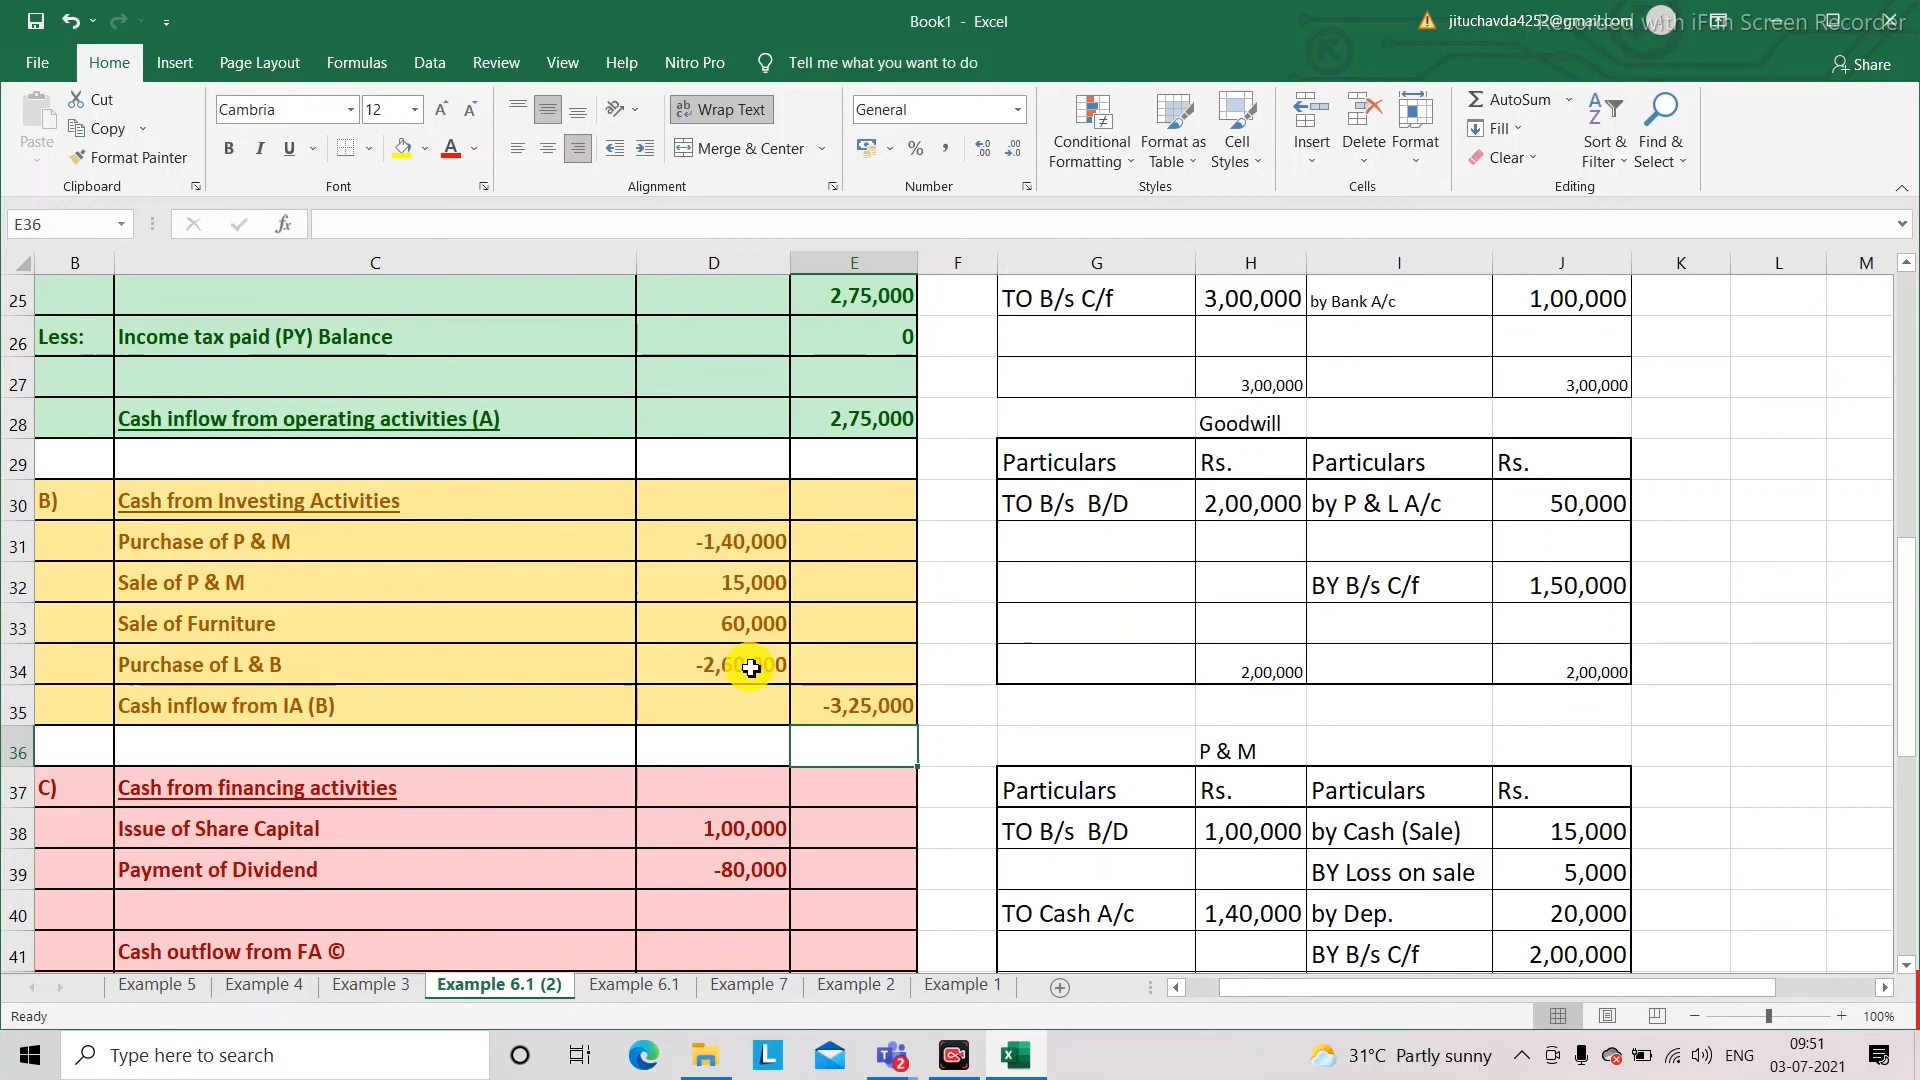 Book1 - Excel
jituchavda4252@gmail.com
Recorded with iFun Screen Recorder
File Home Insert Page Layout Formulas Data Review View Help Nitro Pro Tell me what you want to do Share
Cut
Copy
Format Painter
Paste
Clipboard
Cambria 12
B I U
Font
Wrap Text
Merge & Center
Alignment
General
Number
Conditional Formatting
Format as Table
Cell Styles
Styles
Insert Delete Format
Cells
AutoSum
Fill
Clear
Sort & Filter
Find & Select
Editing
E36 fx
B C D E F G H I J K L M
25 2,75,000 TO B/s C/f 3,00,000 by Bank A/c 1,00,000
26 Less: Income tax paid (PY) Balance 0
27 3,00,000 3,00,000
28 Cash inflow from operating activities (A) 2,75,000 Goodwill
29 Particulars Rs. Particulars Rs.
30 B) Cash from Investing Activities TO B/s B/D 2,00,000 by P & L A/c 50,000
31 Purchase of P & M -1,40,000
32 Sale of P & M 15,000 BY B/s C/f 1,50,000
33 Sale of Furniture 60,000
34 Purchase of L & B -2,60,000 2,00,000 2,00,000
35 Cash inflow from IA (B) -3,25,000
36 P & M
37 C) Cash from financing activities Particulars Rs. Particulars Rs.
38 Issue of Share Capital 1,00,000 TO B/s B/D 1,00,000 by Cash (Sale) 15,000
39 Payment of Dividend -80,000 BY Loss on sale 5,000
40 TO Cash A/c 1,40,000 by Dep. 20,000
41 Cash outflow from FA © BY B/s C/f 2,00,000
Example 5 Example 4 Example 3 Example 6.1 (2) Example 6.1 Example 7 Example 2 Example 1
Ready 100%
Type here to search
31°C Partly sunny ENG 09:51
03-07-2021